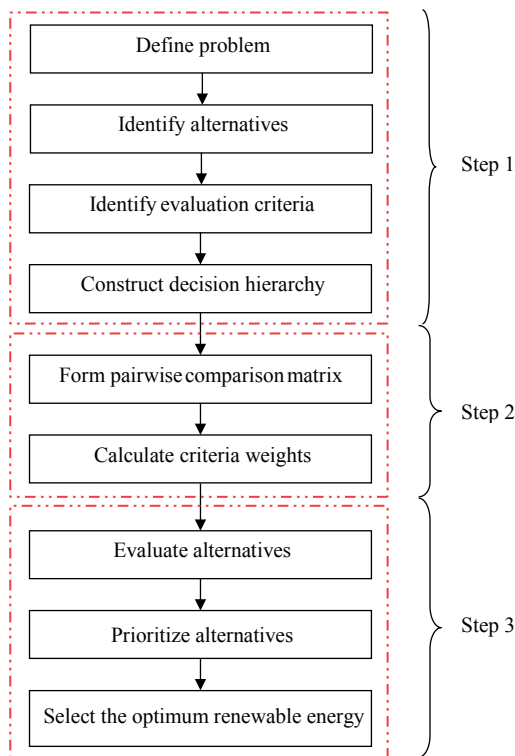 Define problem
Identify alternatives
Identify evaluation criteria
Construct decision hierarchy
Step 1
Form pairwise comparison matrix
Calculate criteria weights
Step 2
Evaluate alternatives
Prioritize alternatives
Select the optimum renewable energy
Step 3